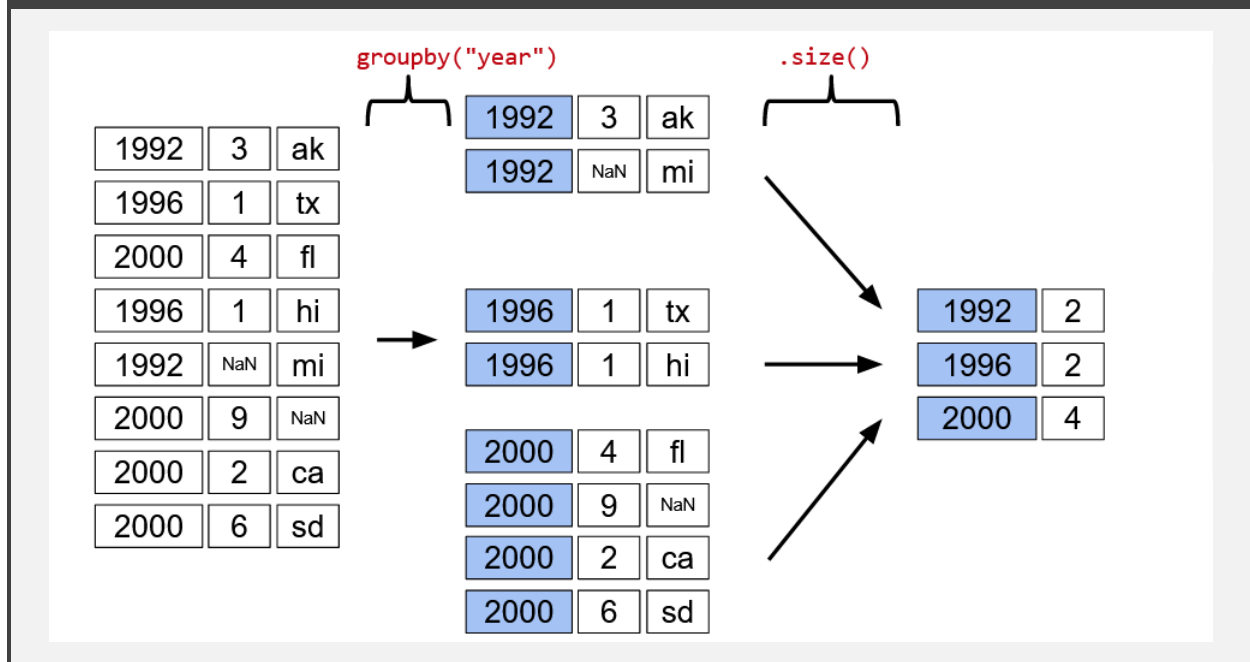 groupby("year") .size()
1992 3 ak
1996 1 tx
2000 4 fl
1996 1 hi
1992 NaN mi
2000 9 NaN
2000 2 ca
2000 6 sd
1992 3 ak
1992 NaN mi
1996 1 tx
1996 1 hi
2000 4 fl
2000 9 NaN
2000 2 ca
2000 6 sd
1992 2
1996 2
2000 4